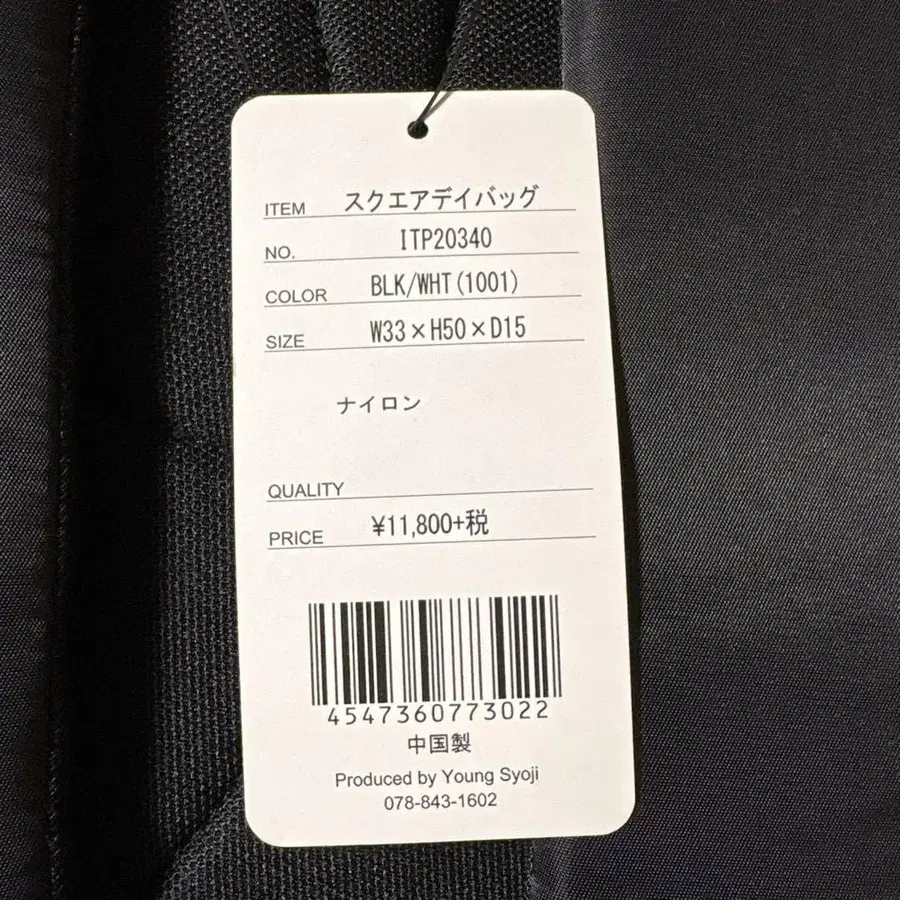 ITEM スクエアデイバッグ
NO. ITP20340
COLOR BLK/WHT(1001)
SIZE W33×H50×D15
ナイロン
QUALITY
PRICE ¥11,800+税
4547360773022
中国製
Produced by Young Syoji
078-843-1602